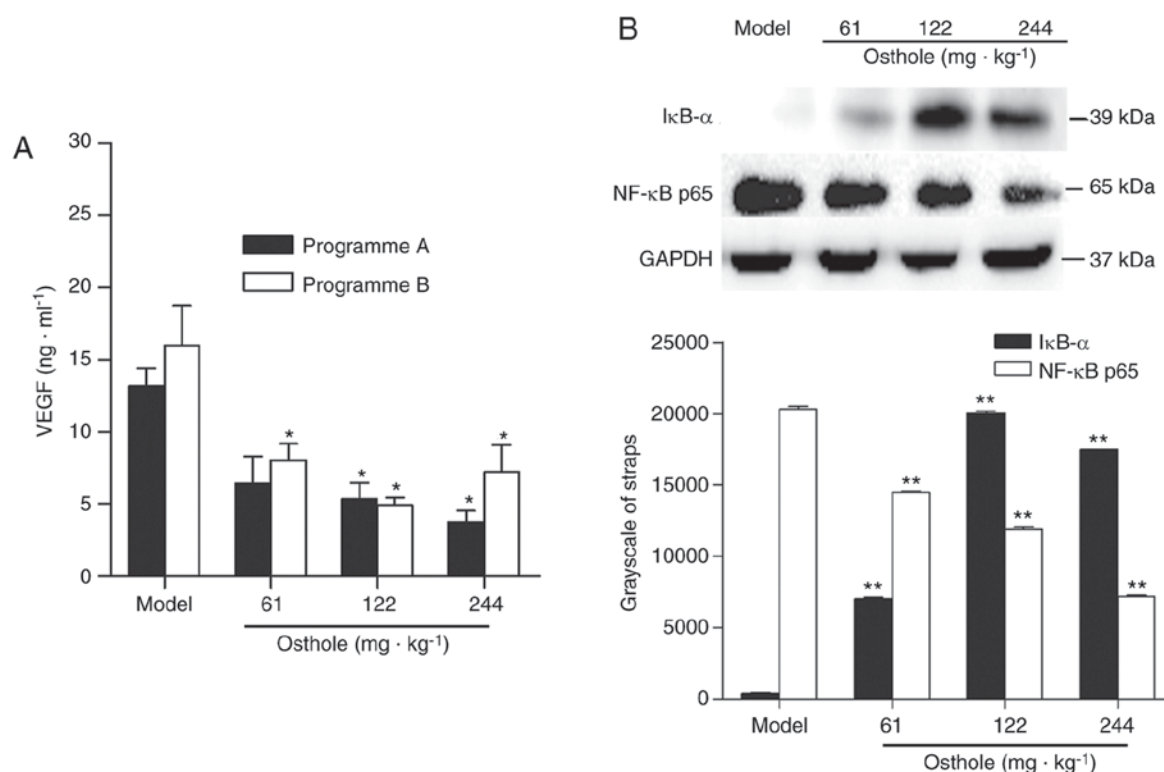 A
30
25
20
15
10
5
0
VEGF (ng · ml-1)
Programme A
Programme B
*
*
*
*
*
Model
61
122
244
Osthole (mg · kg-1)
B
Model 61 122 244
Osthole (mg · kg-1)
IκB-α 39 kDa
NF-κB p65 65 kDa
GAPDH 37 kDa
25000
20000
15000
10000
5000
0
Grayscale of straps
IκB-α
NF-κB p65
**
**
**
**
**
**
Model
61
122
244
Osthole (mg · kg-1)